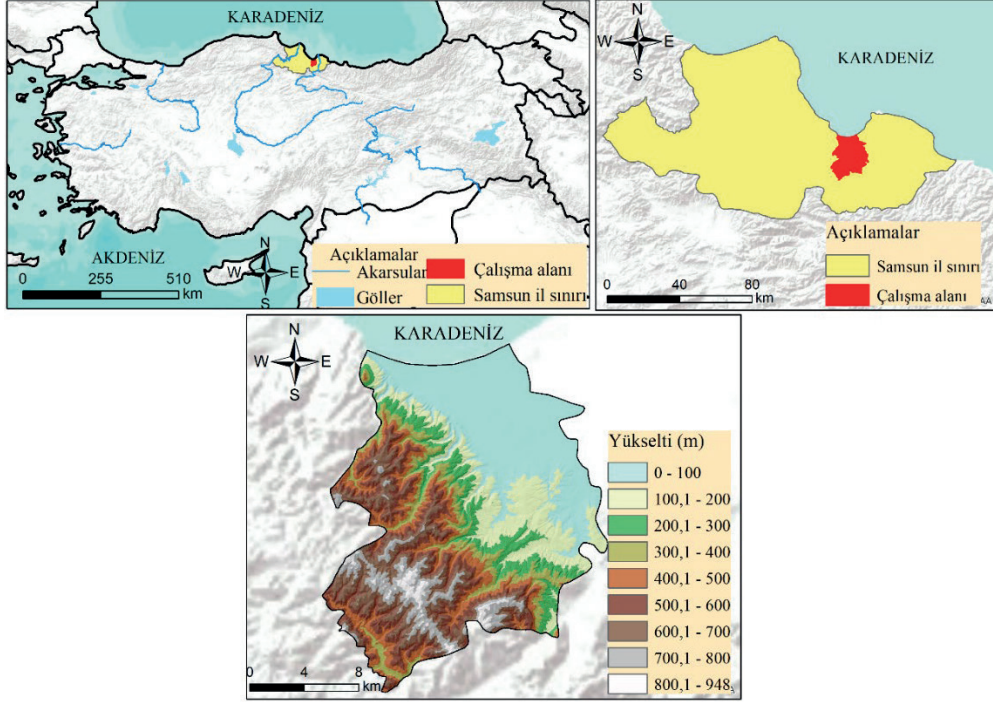 KARADENİZ
AKDENİZ
N
W E
S
0 255 510
km
Açıklamalar
Akarsular
Göller
Çalışma alanı
Samsun il sınırı
N
W E
S
KARADENİZ
0 40 80
km
Açıklamalar
Samsun il sınırı
Çalışma alanı
N
W E
S
KARADENİZ
0 4 8
km
Yükselti (m)
0 - 100
100,1 - 200
200,1 - 300
300,1 - 400
400,1 - 500
500,1 - 600
600,1 - 700
700,1 - 800
800,1 - 948